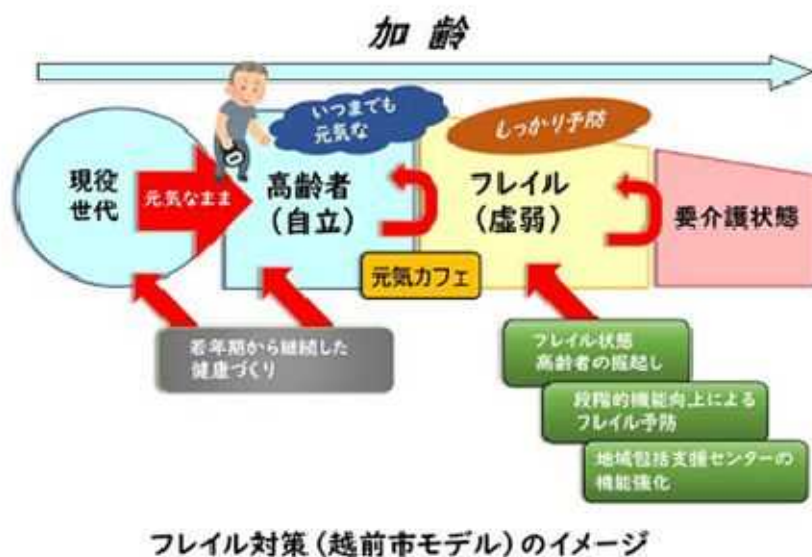 加齢
いつまでも
元気な
しっかり予防
現役
世代
元気なまま
高齢者
（自立）
フレイル
（虚弱）
要介護状態
元気カフェ
若年期から継続した
健康づくり
フレイル状態
高齢者の掘起し
段階的機能向上による
フレイル予防
地域包括支援センターの
機能強化
フレイル対策（越前市モデル）のイメージ